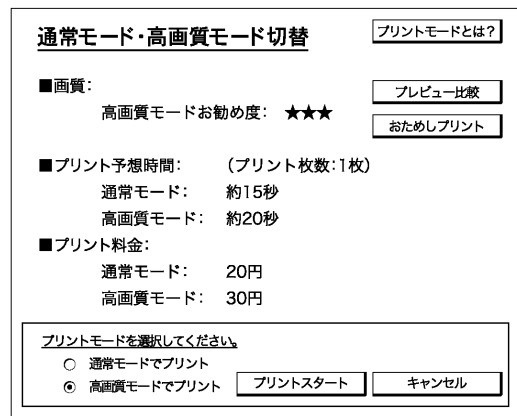 通常モード・高画質モード切替
プリントモードとは?
■画質:
高画質モードお勧め度: ★★★
プレビュー比較
おためしプリント
■プリント予想時間: (プリント枚数:1枚)
通常モード: 約15秒
高画質モード: 約20秒
■プリント料金:
通常モード: 20円
高画質モード: 30円
プリントモードを選択してください。
○ 通常モードでプリント
◉ 高画質モードでプリント プリントスタート キャンセル